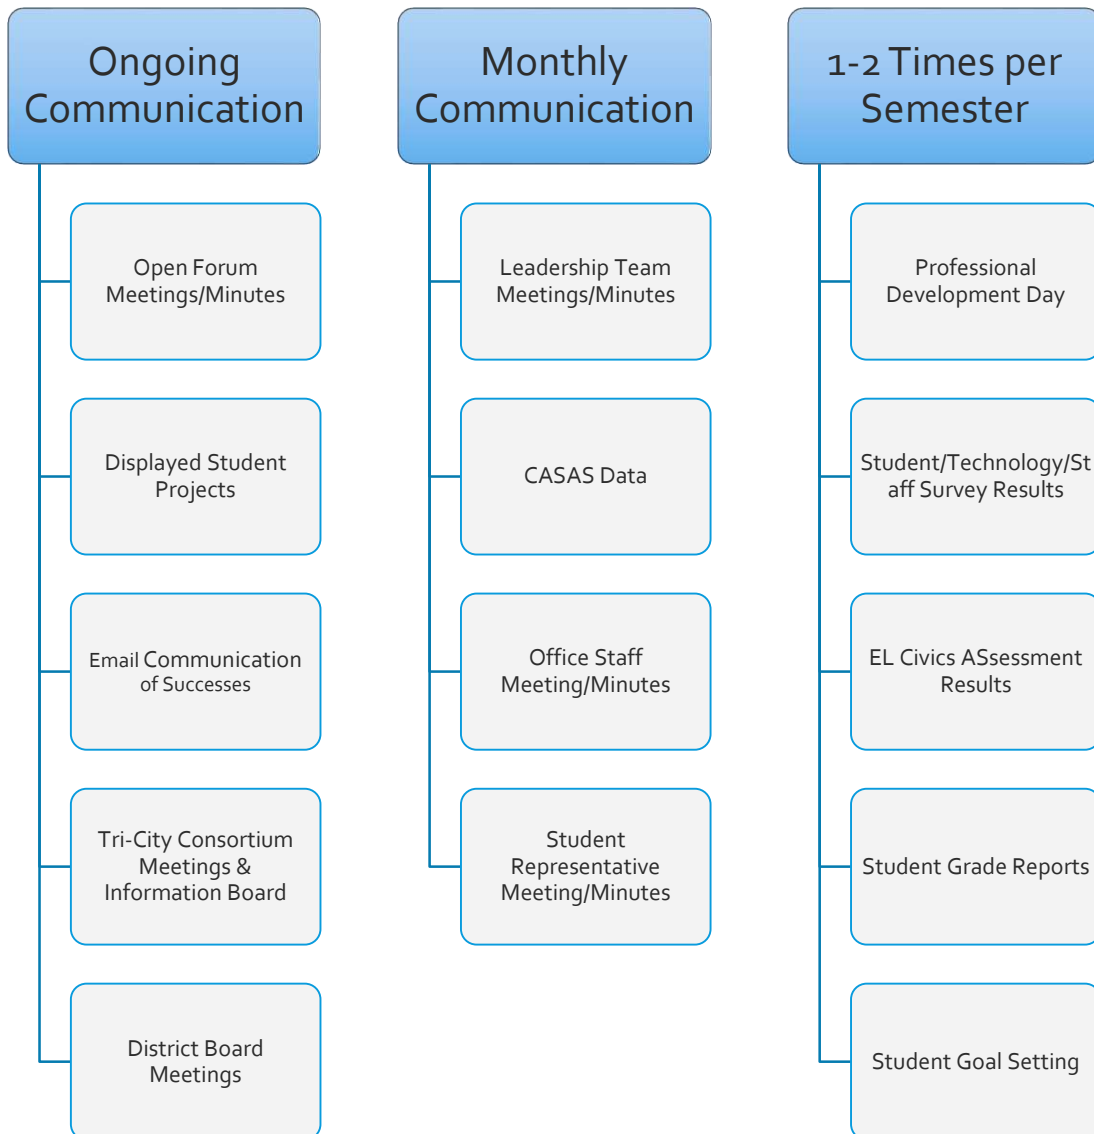 Ongoing
Communication
Open Forum
Meetings/Minutes
Displayed Student
Projects
Email Communication
of Successes
Tri-City Consortium
Meetings &
Information Board
District Board
Meetings
Monthly
Communication
Leadership Team
Meetings/Minutes
CASAS Data
Office Staff
Meeting/Minutes
Student
Representative
Meeting/Minutes
1-2 Times per
Semester
Professional
Development Day
Student/Technology/St
aff Survey Results
EL Civics ASsessment
Results
Student Grade Reports
Student Goal Setting